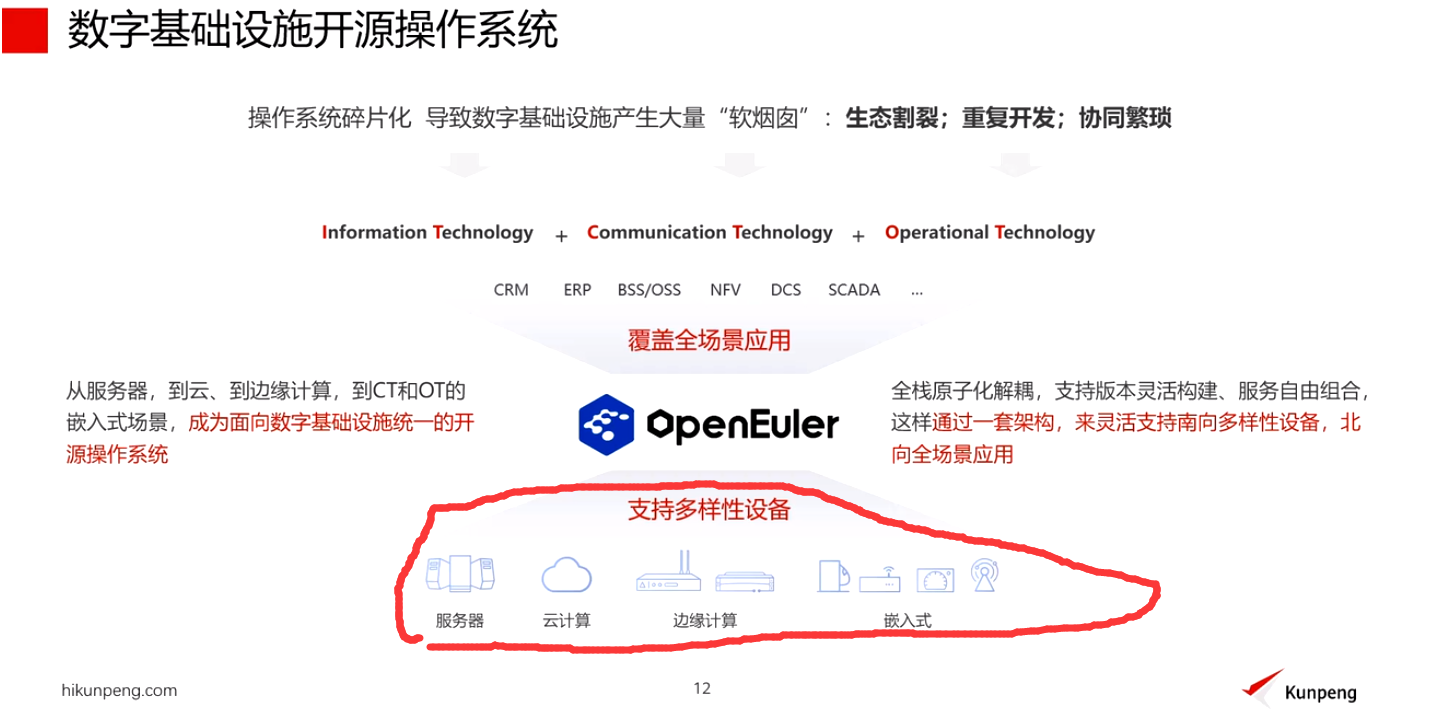 数字基础设施开源操作系统
操作系统碎片化 导致数字基础设施产生大量“软烟囱”：生态割裂；重复开发；协同繁琐
Information Technology + Communication Technology + Operational Technology
CRM ERP BSS/OSS NFV DCS SCADA ...
覆盖全场景应用
从服务器，到云、到边缘计算，到CT和OT的
嵌入式场景，成为面向数字基础设施统一的开
源操作系统
OpenEuler
全栈原子化解耦，支持版本灵活构建、服务自由组合，
这样通过一套架构，来灵活支持南向多样性设备，北
向全场景应用
支持多样性设备
服务器 云计算 边缘计算 嵌入式
hikunpeng.com
12
Kunpeng